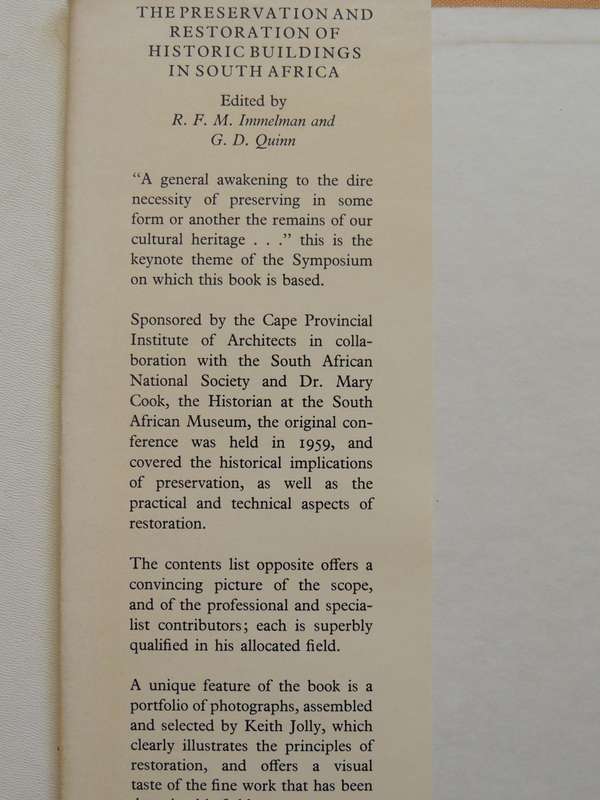 THE PRESERVATION AND
RESTORATION OF
HISTORIC BUILDINGS
IN SOUTH AFRICA
Edited by
R. F. M. Immelman and
G. D. Quinn
“A general awakening to the dire
necessity of preserving in some
form or another the remains of our
cultural heritage . . .” this is the
keynote theme of the Symposium
on which this book is based.
Sponsored by the Cape Provincial
Institute of Architects in colla-
boration with the South African
National Society and Dr. Mary
Cook, the Historian at the South
African Museum, the original con-
ference was held in 1959, and
covered the historical implications
of preservation, as well as the
practical and technical aspects of
restoration.
The contents list opposite offers a
convincing picture of the scope,
and of the professional and specia-
list contributors; each is superbly
qualified in his allocated field.
A unique feature of the book is a
portfolio of photographs, assembled
and selected by Keith Jolly, which
clearly illustrates the principles of
restoration, and offers a visual
taste of the fine work that has been